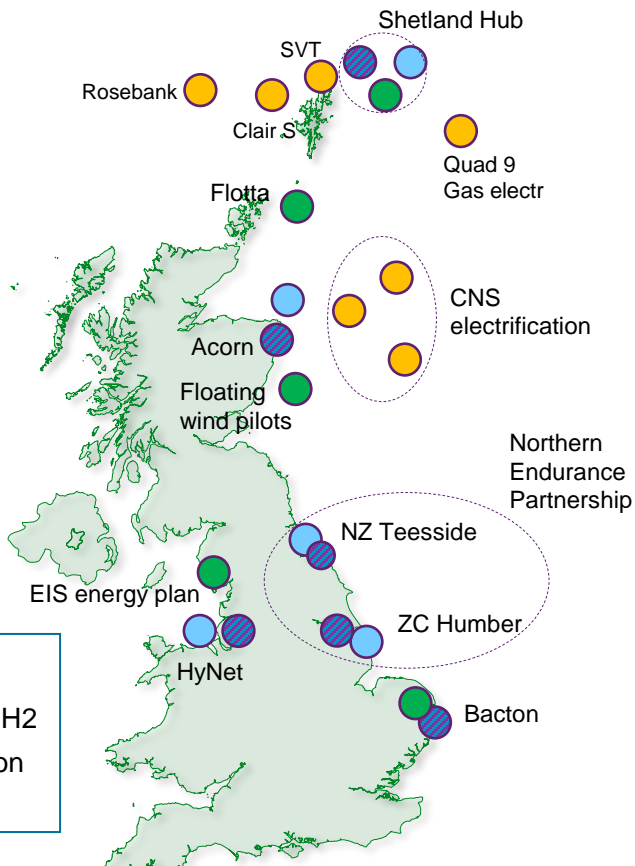 Shetland Hub
SVT
Rosebank
Clair S
Quad 9
Gas electr
Flotta
CNS
electrification
Acorn
Floating
wind pilots
Northern
Endurance
Partnership
NZ Teesside
EIS energy plan
ZC Humber
HyNet
H2
Bacton
on